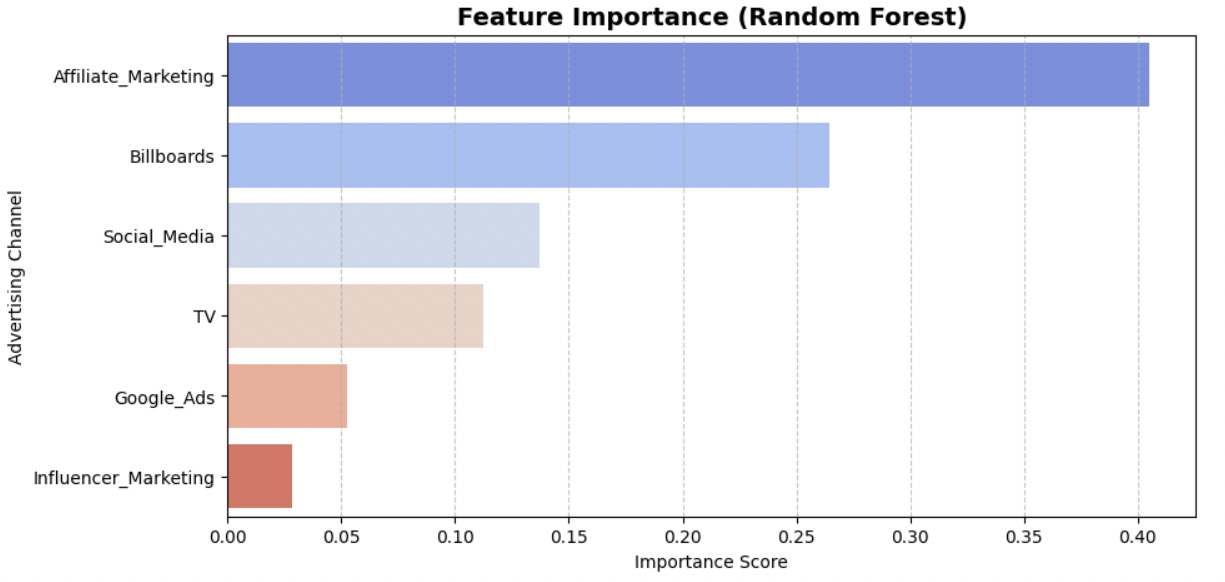 Feature Importance (Random Forest)
Advertising Channel
Affiliate_Marketing
Billboards
Social_Media
TV
Google_Ads
Influencer_Marketing
0.00 0.05 0.10 0.15 0.20 0.25 0.30 0.35 0.40
Importance Score